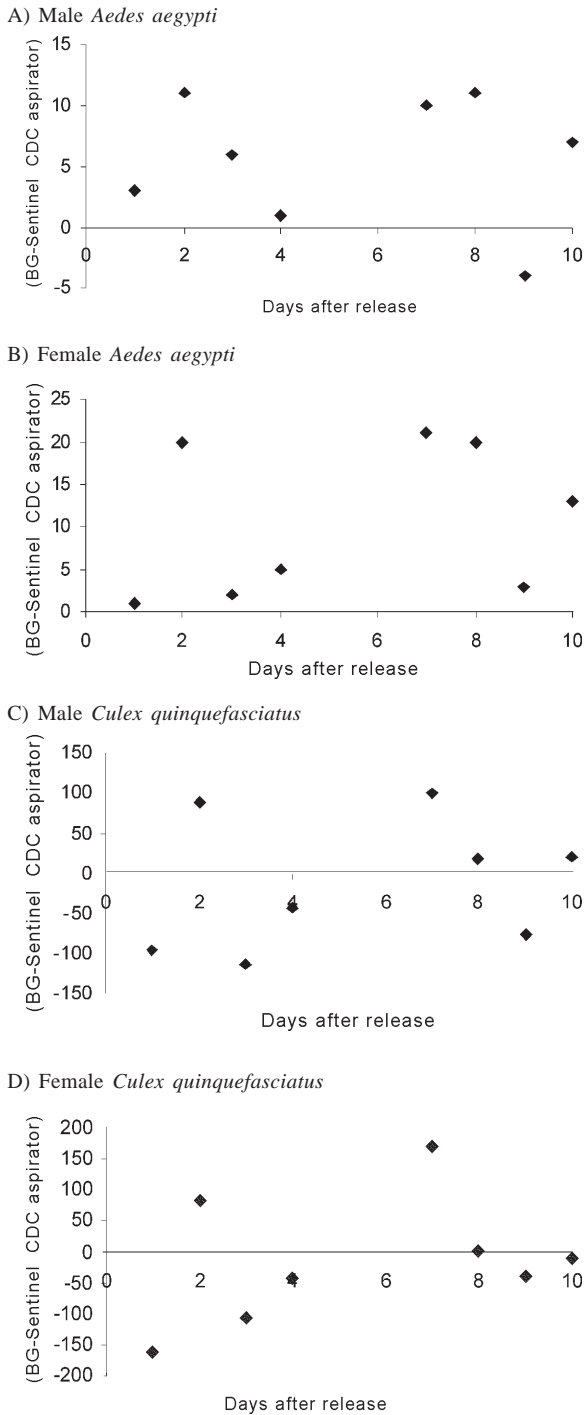 A) Male Aedes aegypti
(BG-Sentinel CDC aspirator)
15
10
5
0
-5
0 2 4 6 8 10
Days after release
B) Female Aedes aegypti
(BG-Sentinel CDC aspirator)
25
20
15
10
5
0
0 2 4 6 8 10
Days after release
C) Male Culex quinquefasciatus
(BG-Sentinel CDC aspirator)
150
100
50
0
-50
-100
-150
0 2 4 6 8 10
Days after release
D) Female Culex quinquefasciatus
(BG-Sentinel CDC aspirator)
200
150
100
50
0
-50
-100
-150
-200
0 2 4 6 8 10
Days after release